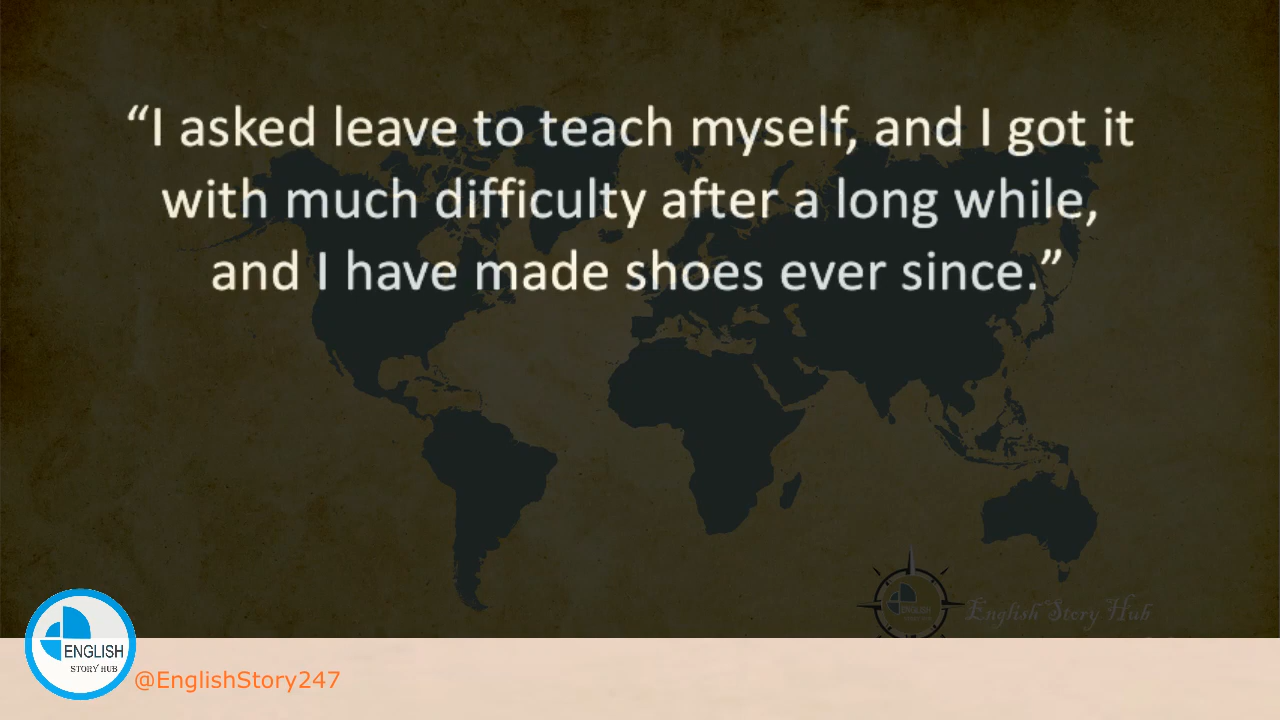 “I asked leave to teach myself, and I got it
with much difficulty after a long while,
and I have made shoes ever since.”
English Story Hub
ENGLISH
STORY HUB
@EnglishStory247